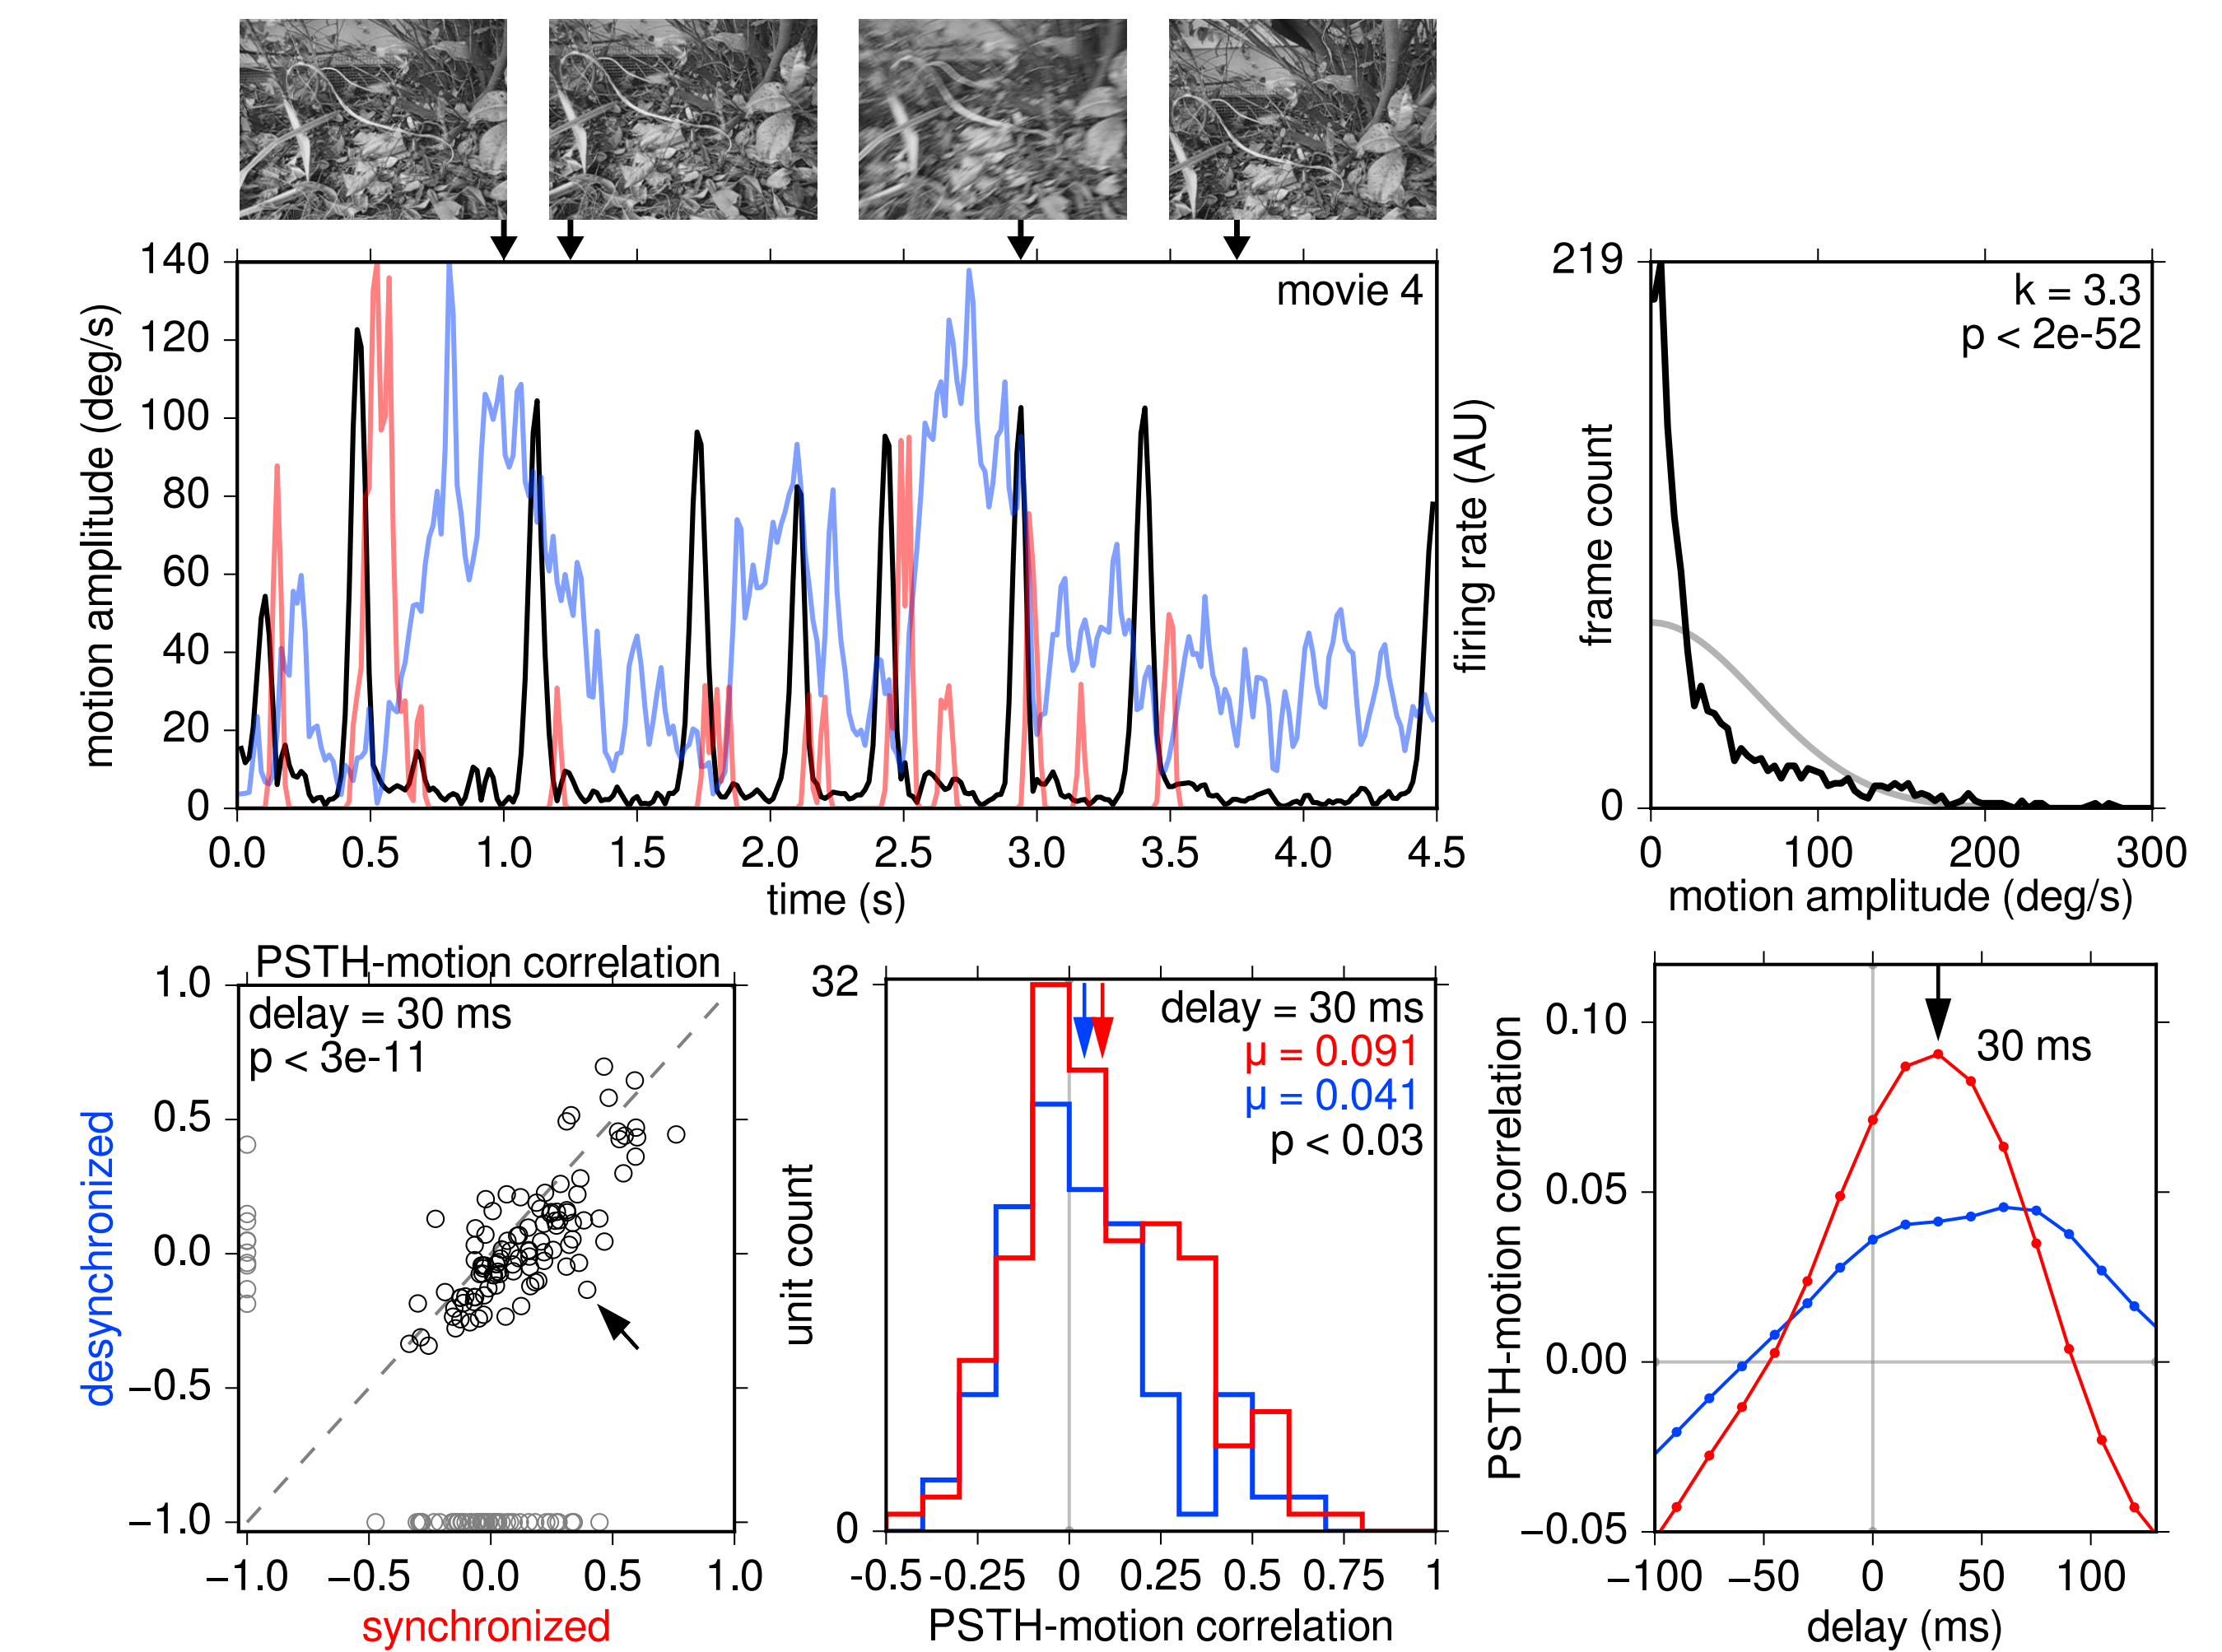 movie 4
motion amplitude (deg/s)
140
120
100
80
60
40
20
0
0.0 0.5 1.0 1.5 2.0 2.5 3.0 3.5 4.0 4.5
time (s)
firing rate (AU)
219
0
frame count
k = 3.3
p < 2e-52
0 100 200 300
motion amplitude (deg/s)
PSTH-motion correlation
delay = 30 ms
p < 3e-11
desynchronized
1.0
0.5
0.0
−0.5
−1.0
−1.0 −0.5 0.0 0.5 1.0
synchronized
32
0
unit count
delay = 30 ms
μ = 0.091
μ = 0.041
p < 0.03
-0.5 -0.25 0 0.25 0.5 0.75 1
PSTH-motion correlation
PSTH-motion correlation
0.10
0.05
0.00
−0.05
30 ms
−100 −50 0 50 100
delay (ms)